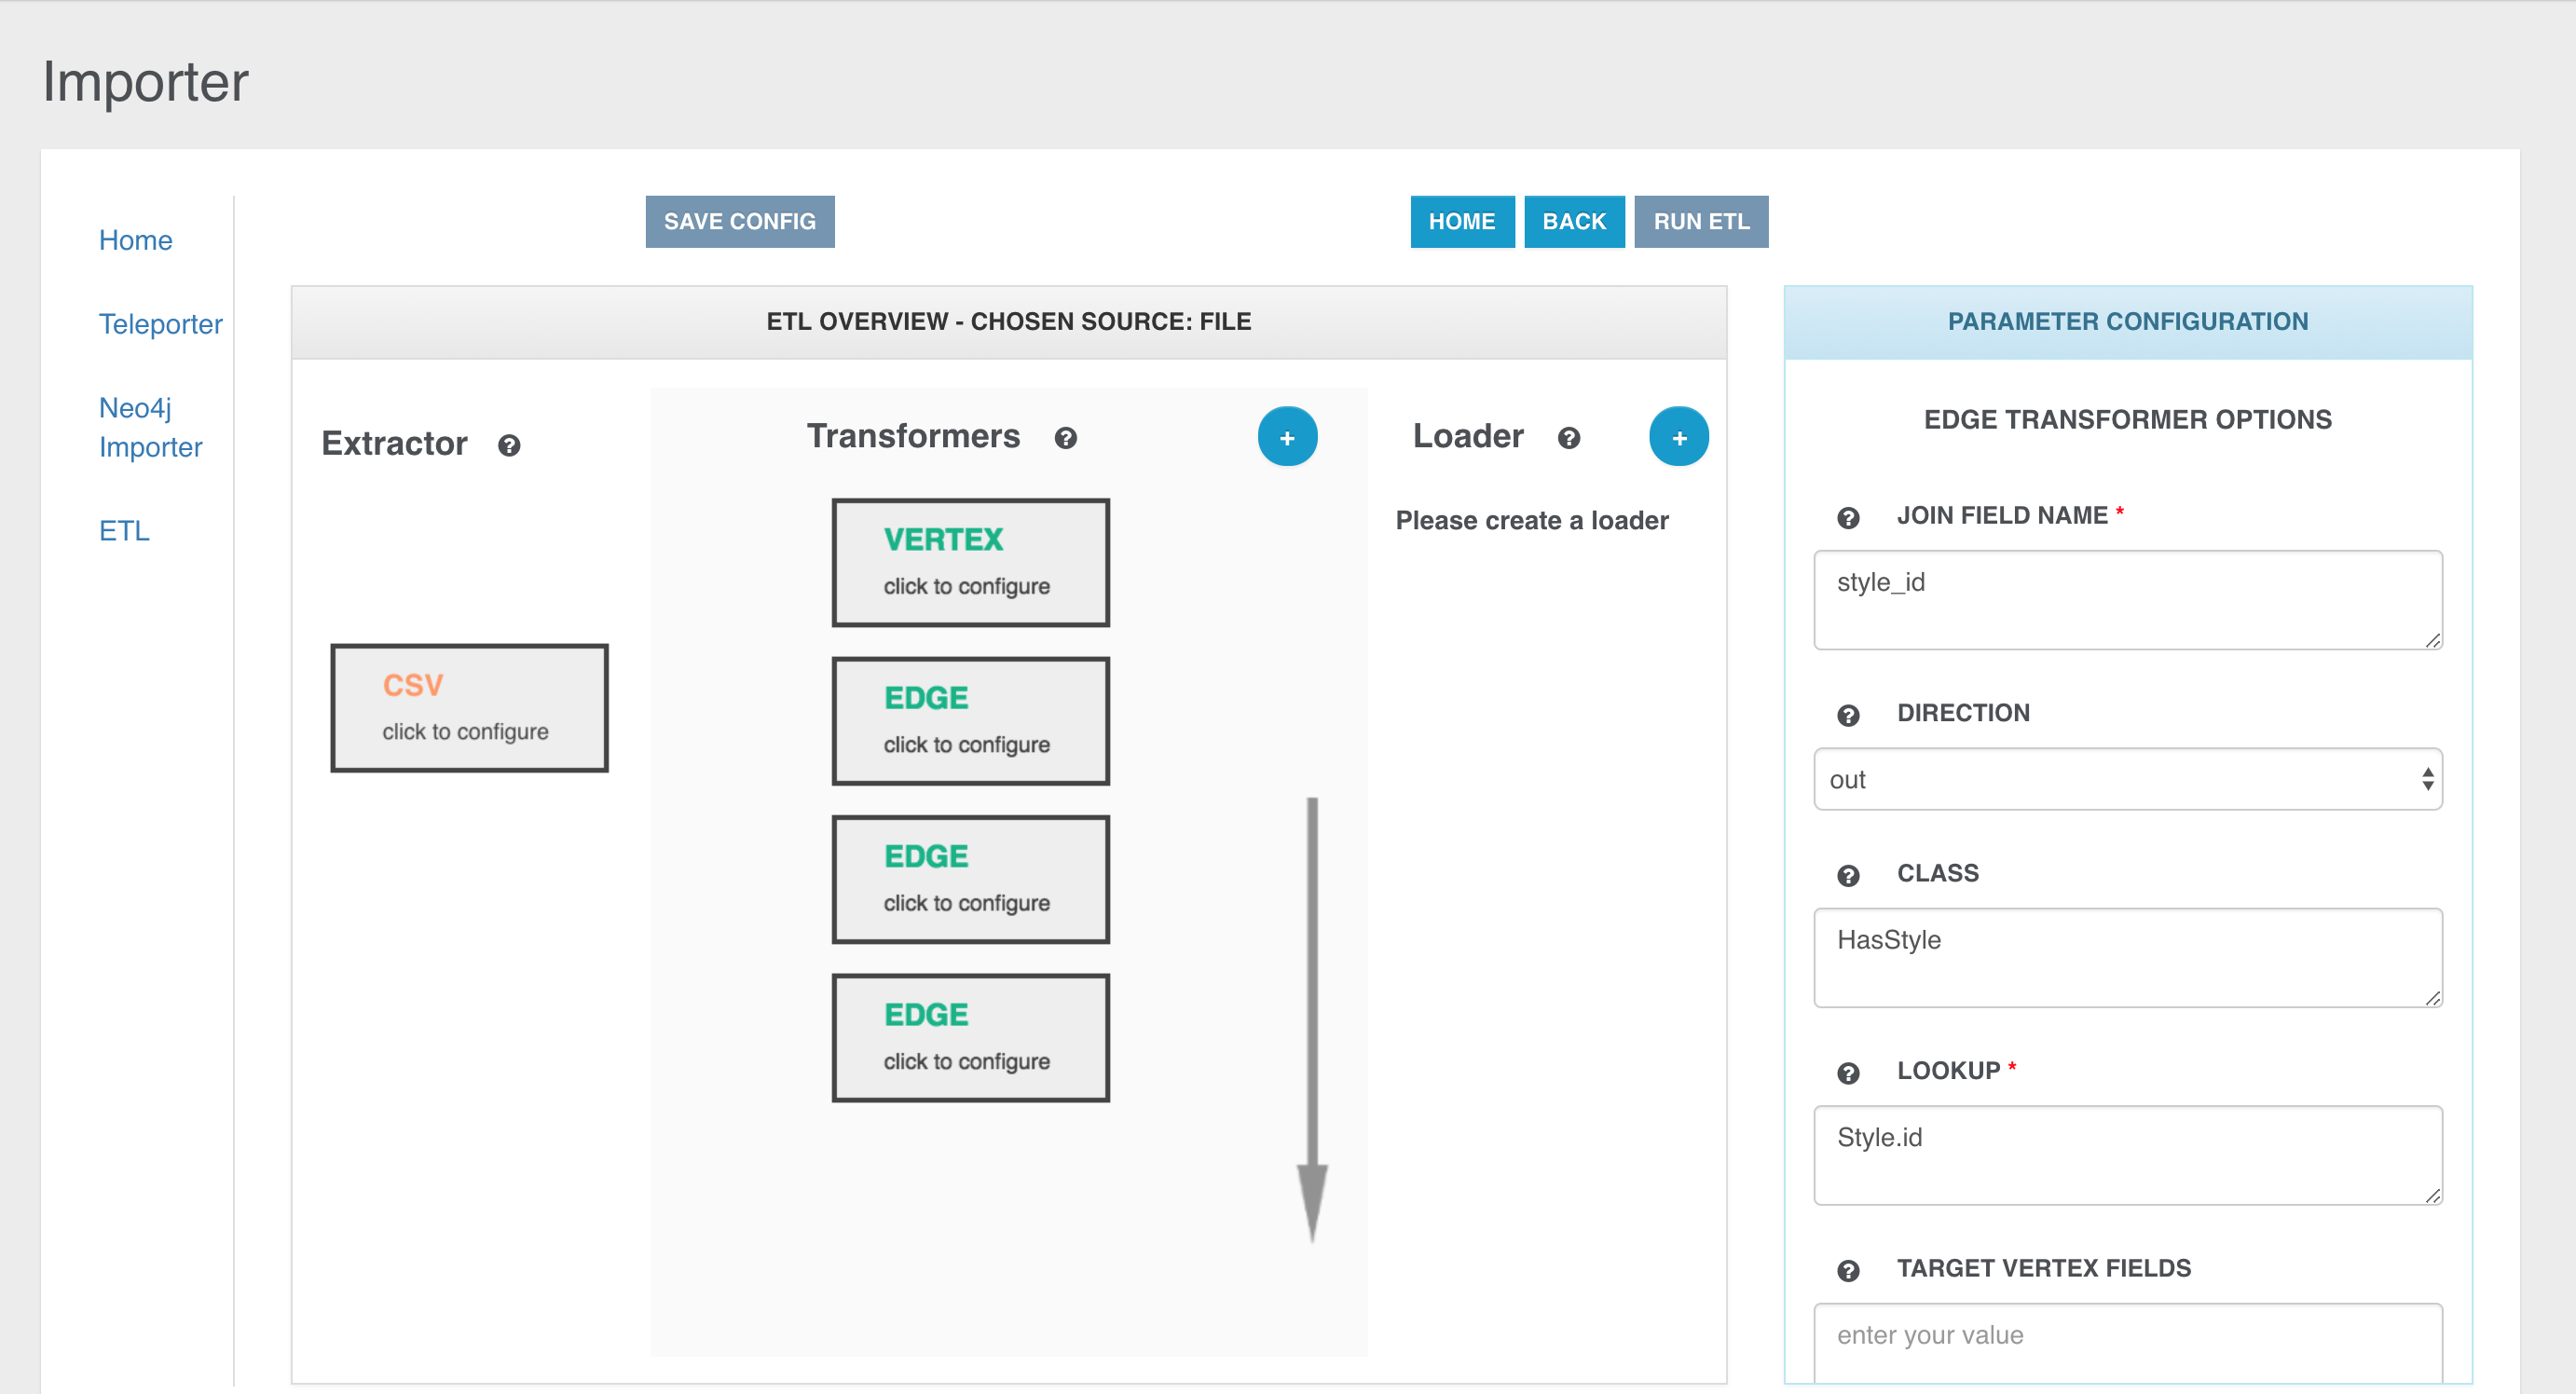 Importer
Home
Teleporter
Neo4j
Importer
ETL
SAVE CONFIG
HOME BACK RUN ETL
ETL OVERVIEW - CHOSEN SOURCE: FILE
Extractor ?
CSV
click to configure
Transformers ? +
VERTEX
click to configure
EDGE
click to configure
EDGE
click to configure
EDGE
click to configure
Loader ? +
Please create a loader
PARAMETER CONFIGURATION
EDGE TRANSFORMER OPTIONS
? JOIN FIELD NAME *
style_id
? DIRECTION
out
? CLASS
HasStyle
? LOOKUP *
Style.id
? TARGET VERTEX FIELDS
enter your value